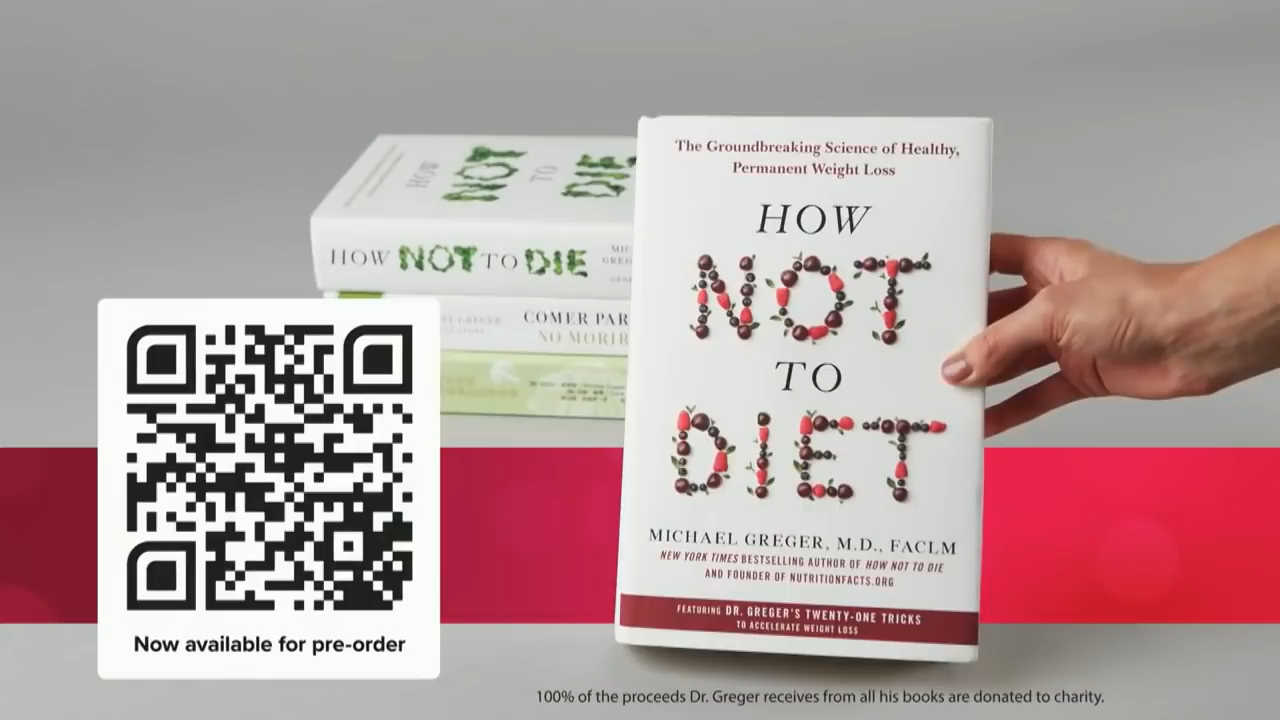 HOW NOT TO DIE
HOW NOT TO DIE
COMER PAR
NO MORIR
The Groundbreaking Science of Healthy,
Permanent Weight Loss
HOW
NOT
TO
DIET
MICHAEL GREGER, M.D., FACLM
NEW YORK TIMES BESTSELLING AUTHOR OF HOW NOT TO DIE
AND FOUNDER OF NUTRITIONFACTS.ORG
FEATURING DR. GREGER'S TWENTY-ONE TRICKS
TO ACCELERATE WEIGHT LOSS
Now available for pre-order
100% of the proceeds Dr. Greger receives from all his books are donated to charity.